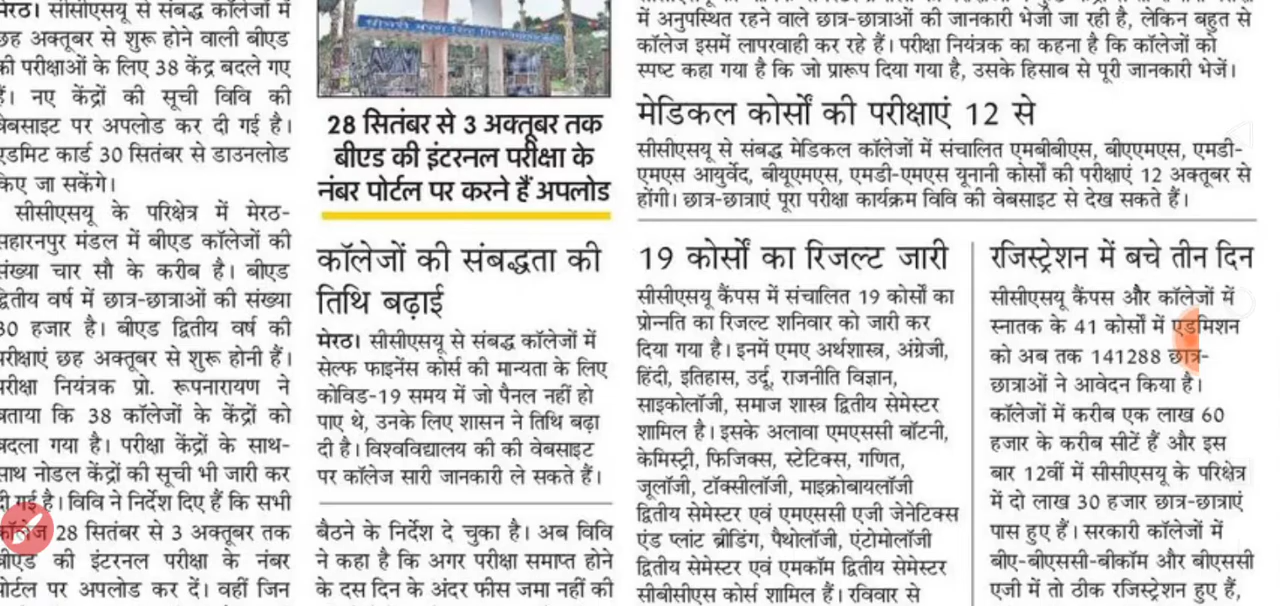 मेरठ। सीसीएसयू से संबद्ध कॉलेजों में
छह अक्तूबर से शुरू होने वाली बीएड
की परीक्षाओं के लिए 38 केंद्र बदले गए
हैं। नए केंद्रों की सूची विवि की
वेबसाइट पर अपलोड कर दी गई है।
एडमिट कार्ड 30 सितंबर से डाउनलोड
किए जा सकेंगे।
सीसीएसयू के परिक्षेत्र में मेरठ-
सहारनपुर मंडल में बीएड कॉलेजों की
संख्या चार सौ के करीब है। बीएड
द्वितीय वर्ष में छात्र-छात्राओं की संख्या
30 हजार है। बीएड द्वितीय वर्ष की
परीक्षाएं छह अक्तूबर से शुरू होनी हैं।
परीक्षा नियंत्रक प्रो. रूपनारायण ने
बताया कि 38 कॉलेजों के केंद्रों को
बदला गया है। परीक्षा केंद्रों के साथ-
साथ नोडल केंद्रों की सूची भी जारी कर
दी गई है। विवि ने निर्देश दिए हैं कि सभी
कॉलेज 28 सितंबर से 3 अक्तूबर तक
बीएड की इंटरनल परीक्षा के नंबर
पोर्टल पर अपलोड कर दें। वहीं जिन
28 सितंबर से 3 अक्तूबर तक
बीएड की इंटरनल परीक्षा के
नंबर पोर्टल पर करने हैं अपलोड
कॉलेजों की संबद्धता की
तिथि बढ़ाई
मेरठ। सीसीएसयू से संबद्ध कॉलेजों में
सेल्फ फाइनेंस कोर्स की मान्यता के लिए
कोविड-19 समय में जो पैनल नहीं हो
पाए थे, उनके लिए शासन ने तिथि बढ़ा
दी है। विश्वविद्यालय की की वेबसाइट
पर कॉलेज सारी जानकारी ले सकते हैं।
बैठने के निर्देश दे चुका है। अब विवि
ने कहा है कि अगर परीक्षा समाप्त होने
के दस दिन के अंदर फीस जमा नहीं की
में अनुपस्थित रहने वाले छात्र-छात्राओं की जानकारी भेजी जा रही है, लेकिन बहुत से
कॉलेज इसमें लापरवाही कर रहे हैं। परीक्षा नियंत्रक का कहना है कि कॉलेजों को
स्पष्ट कहा गया है कि जो प्रारूप दिया गया है, उसके हिसाब से पूरी जानकारी भेजें।
मेडिकल कोर्सों की परीक्षाएं 12 से
सीसीएसयू से संबद्ध मेडिकल कॉलेजों में संचालित एमबीबीएस, बीएएमएस, एमडी-
एमएस आयुर्वेद, बीयूएमएस, एमडी-एमएस यूनानी कोर्सों की परीक्षाएं 12 अक्तूबर से
होंगी। छात्र-छात्राएं पूरा परीक्षा कार्यक्रम विवि की वेबसाइट से देख सकते हैं।
19 कोर्सों का रिजल्ट जारी
सीसीएसयू कैंपस में संचालित 19 कोर्सों का
प्रोन्नति का रिजल्ट शनिवार को जारी कर
दिया गया है। इनमें एमए अर्थशास्त्र, अंग्रेजी,
हिंदी, इतिहास, उर्दू, राजनीति विज्ञान,
साइकोलॉजी, समाज शास्त्र द्वितीय सेमेस्टर
शामिल है। इसके अलावा एमएससी बॉटनी,
केमिस्ट्री, फिजिक्स, स्टेटिक्स, गणित,
जूलॉजी, टॉक्सीलॉजी, माइक्रोबायलॉजी
द्वितीय सेमेस्टर एवं एमएससी एजी जेनेटिक्स
एंड प्लांट ब्रीडिंग, पैथोलॉजी, एंटोमोलॉजी
द्वितीय सेमेस्टर एवं एमकॉम द्वितीय सेमेस्टर
सीबीसीएस कोर्स शामिल हैं। रविवार से
रजिस्ट्रेशन में बचे तीन दिन
सीसीएसयू कैंपस और कॉलेजों में
स्नातक के 41 कोर्सों में एडमिशन
को अब तक 141288 छात्र-
छात्राओं ने आवेदन किया है।
कॉलेजों में करीब एक लाख 60
हजार के करीब सीटें हैं और इस
बार 12वीं में सीसीएसयू के परिक्षेत्र
में दो लाख 30 हजार छात्र-छात्राएं
पास हुए हैं। सरकारी कॉलेजों में
बीए-बीएससी-बीकॉम और बीएससी
एजी में तो ठीक रजिस्ट्रेशन हुए हैं,